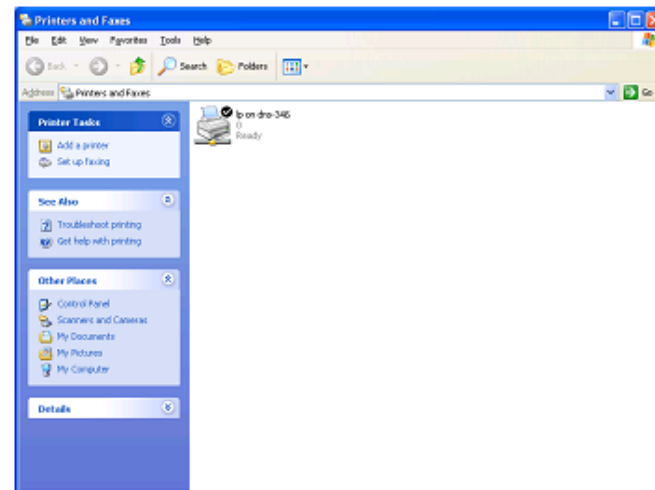 Printers and Faxes
File Edit View Favorites Tools Help
Back Search Folders
Address Printers and Faxes Go
Printer Tasks
Add a printer
Set up faxing
See Also
Troubleshoot printing
Get help with printing
Other Places
Control Panel
Scanners and Cameras
My Documents
My Pictures
My Computer
Details
lp on dns-346
0
Ready